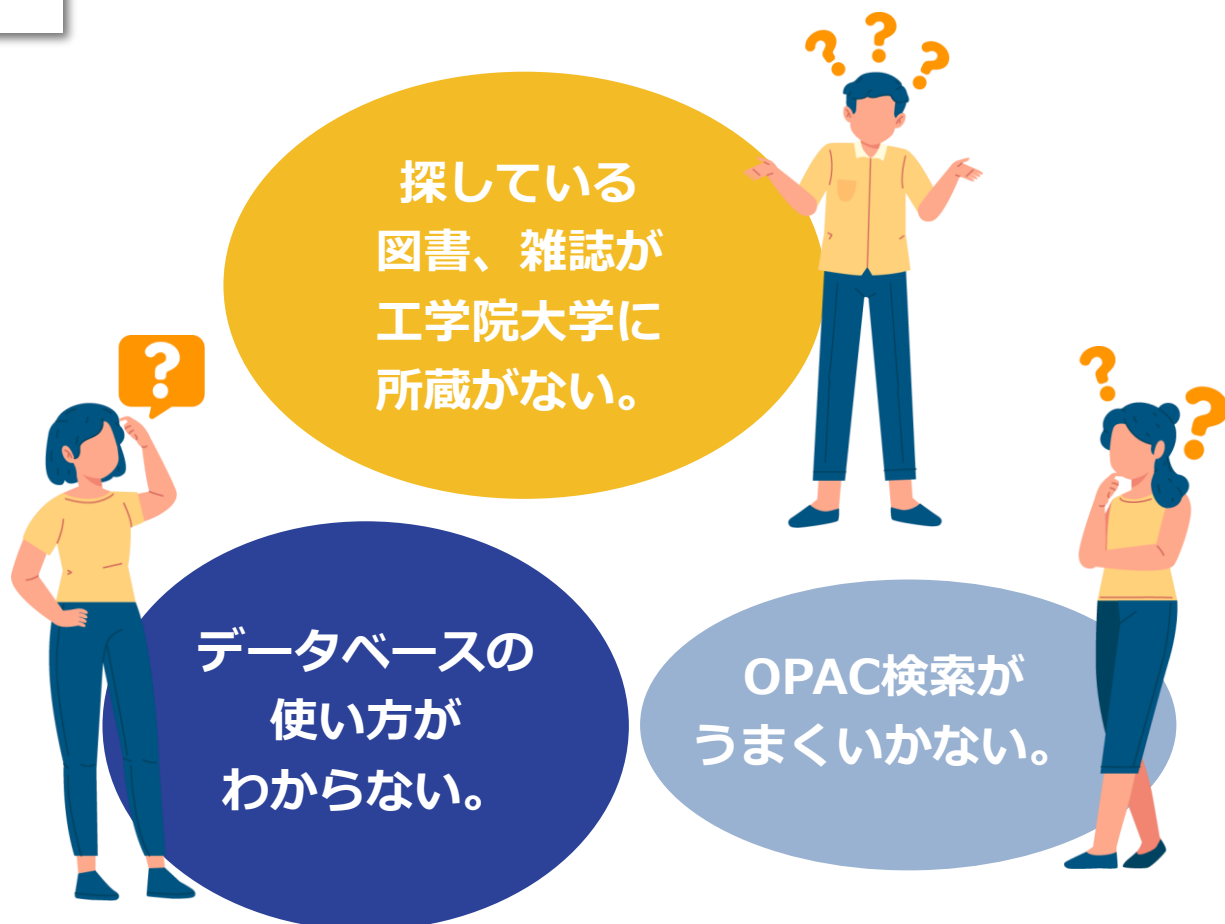 探している
図書、雑誌が
工学院大学に
所蔵がない。
データベースの
使い方が
わからない。
OPAC検索が
うまくいかない。